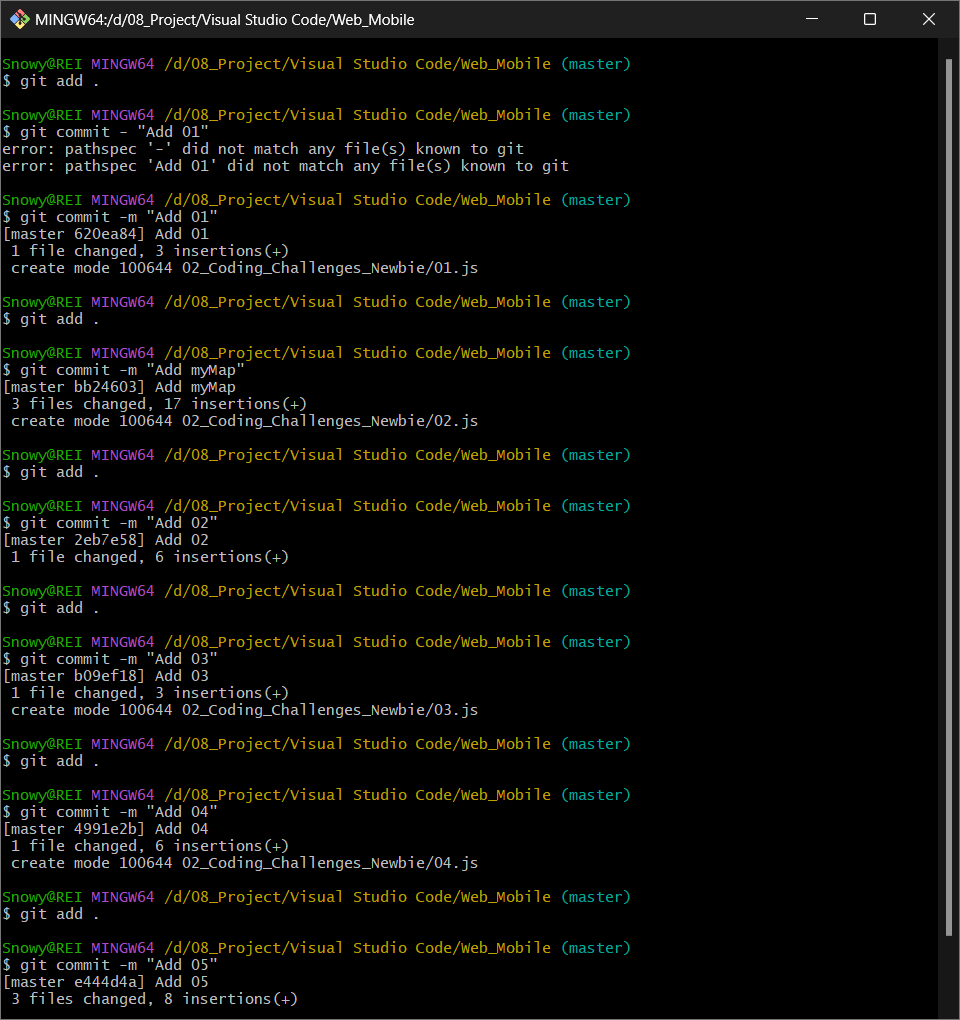 MINGW64:/d/08_Project/Visual Studio Code/Web_Mobile
Snowy@REI MINGW64 /d/08_Project/Visual Studio Code/Web_Mobile (master)
$ git add .
Snowy@REI MINGW64 /d/08_Project/Visual Studio Code/Web_Mobile (master)
$ git commit - "Add 01"
error: pathspec '-' did not match any file(s) known to git
error: pathspec 'Add 01' did not match any file(s) known to git
Snowy@REI MINGW64 /d/08_Project/Visual Studio Code/Web_Mobile (master)
$ git commit -m "Add 01"
[master 620ea84] Add 01
 1 file changed, 3 insertions(+)
 create mode 100644 02_Coding_Challenges_Newbie/01.js
Snowy@REI MINGW64 /d/08_Project/Visual Studio Code/Web_Mobile (master)
$ git add .
Snowy@REI MINGW64 /d/08_Project/Visual Studio Code/Web_Mobile (master)
$ git commit -m "Add myMap"
[master bb24603] Add myMap
 3 files changed, 17 insertions(+)
 create mode 100644 02_Coding_Challenges_Newbie/02.js
Snowy@REI MINGW64 /d/08_Project/Visual Studio Code/Web_Mobile (master)
$ git add .
Snowy@REI MINGW64 /d/08_Project/Visual Studio Code/Web_Mobile (master)
$ git commit -m "Add 02"
[master 2eb7e58] Add 02
 1 file changed, 6 insertions(+)
Snowy@REI MINGW64 /d/08_Project/Visual Studio Code/Web_Mobile (master)
$ git add .
Snowy@REI MINGW64 /d/08_Project/Visual Studio Code/Web_Mobile (master)
$ git commit -m "Add 03"
[master b09ef18] Add 03
 1 file changed, 3 insertions(+)
 create mode 100644 02_Coding_Challenges_Newbie/03.js
Snowy@REI MINGW64 /d/08_Project/Visual Studio Code/Web_Mobile (master)
$ git add .
Snowy@REI MINGW64 /d/08_Project/Visual Studio Code/Web_Mobile (master)
$ git commit -m "Add 04"
[master 4991e2b] Add 04
 1 file changed, 6 insertions(+)
 create mode 100644 02_Coding_Challenges_Newbie/04.js
Snowy@REI MINGW64 /d/08_Project/Visual Studio Code/Web_Mobile (master)
$ git add .
Snowy@REI MINGW64 /d/08_Project/Visual Studio Code/Web_Mobile (master)
$ git commit -m "Add 05"
[master e444d4a] Add 05
 3 files changed, 8 insertions(+)